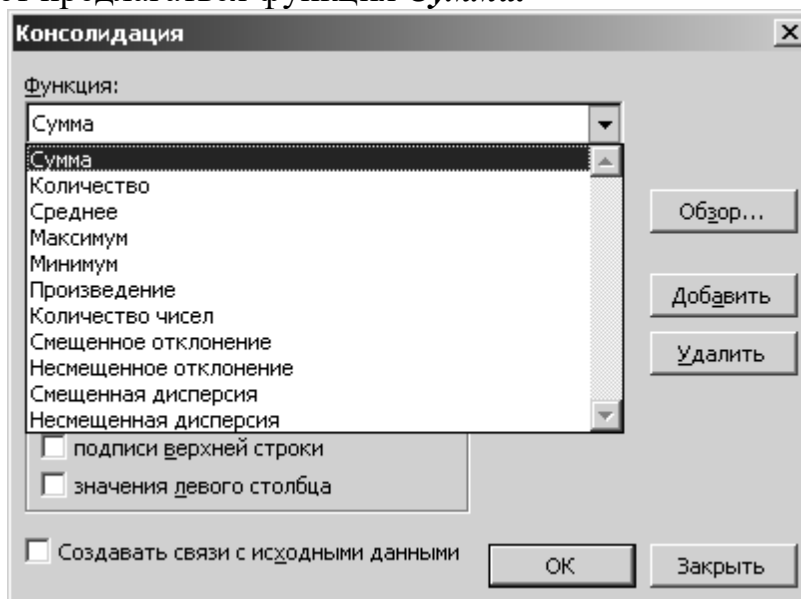 Консолидация
Функция:
Сумма
Сумма
Количество
Среднее
Максимум
Минимум
Произведение
Количество чисел
Смещенное отклонение
Несмещенное отклонение
Смещенная дисперсия
Несмещенная дисперсия
Обзор...
Добавить
Удалить
подписи верхней строки
значения левого столбца
Создавать связи с исходными данными
ОК
Закрыть